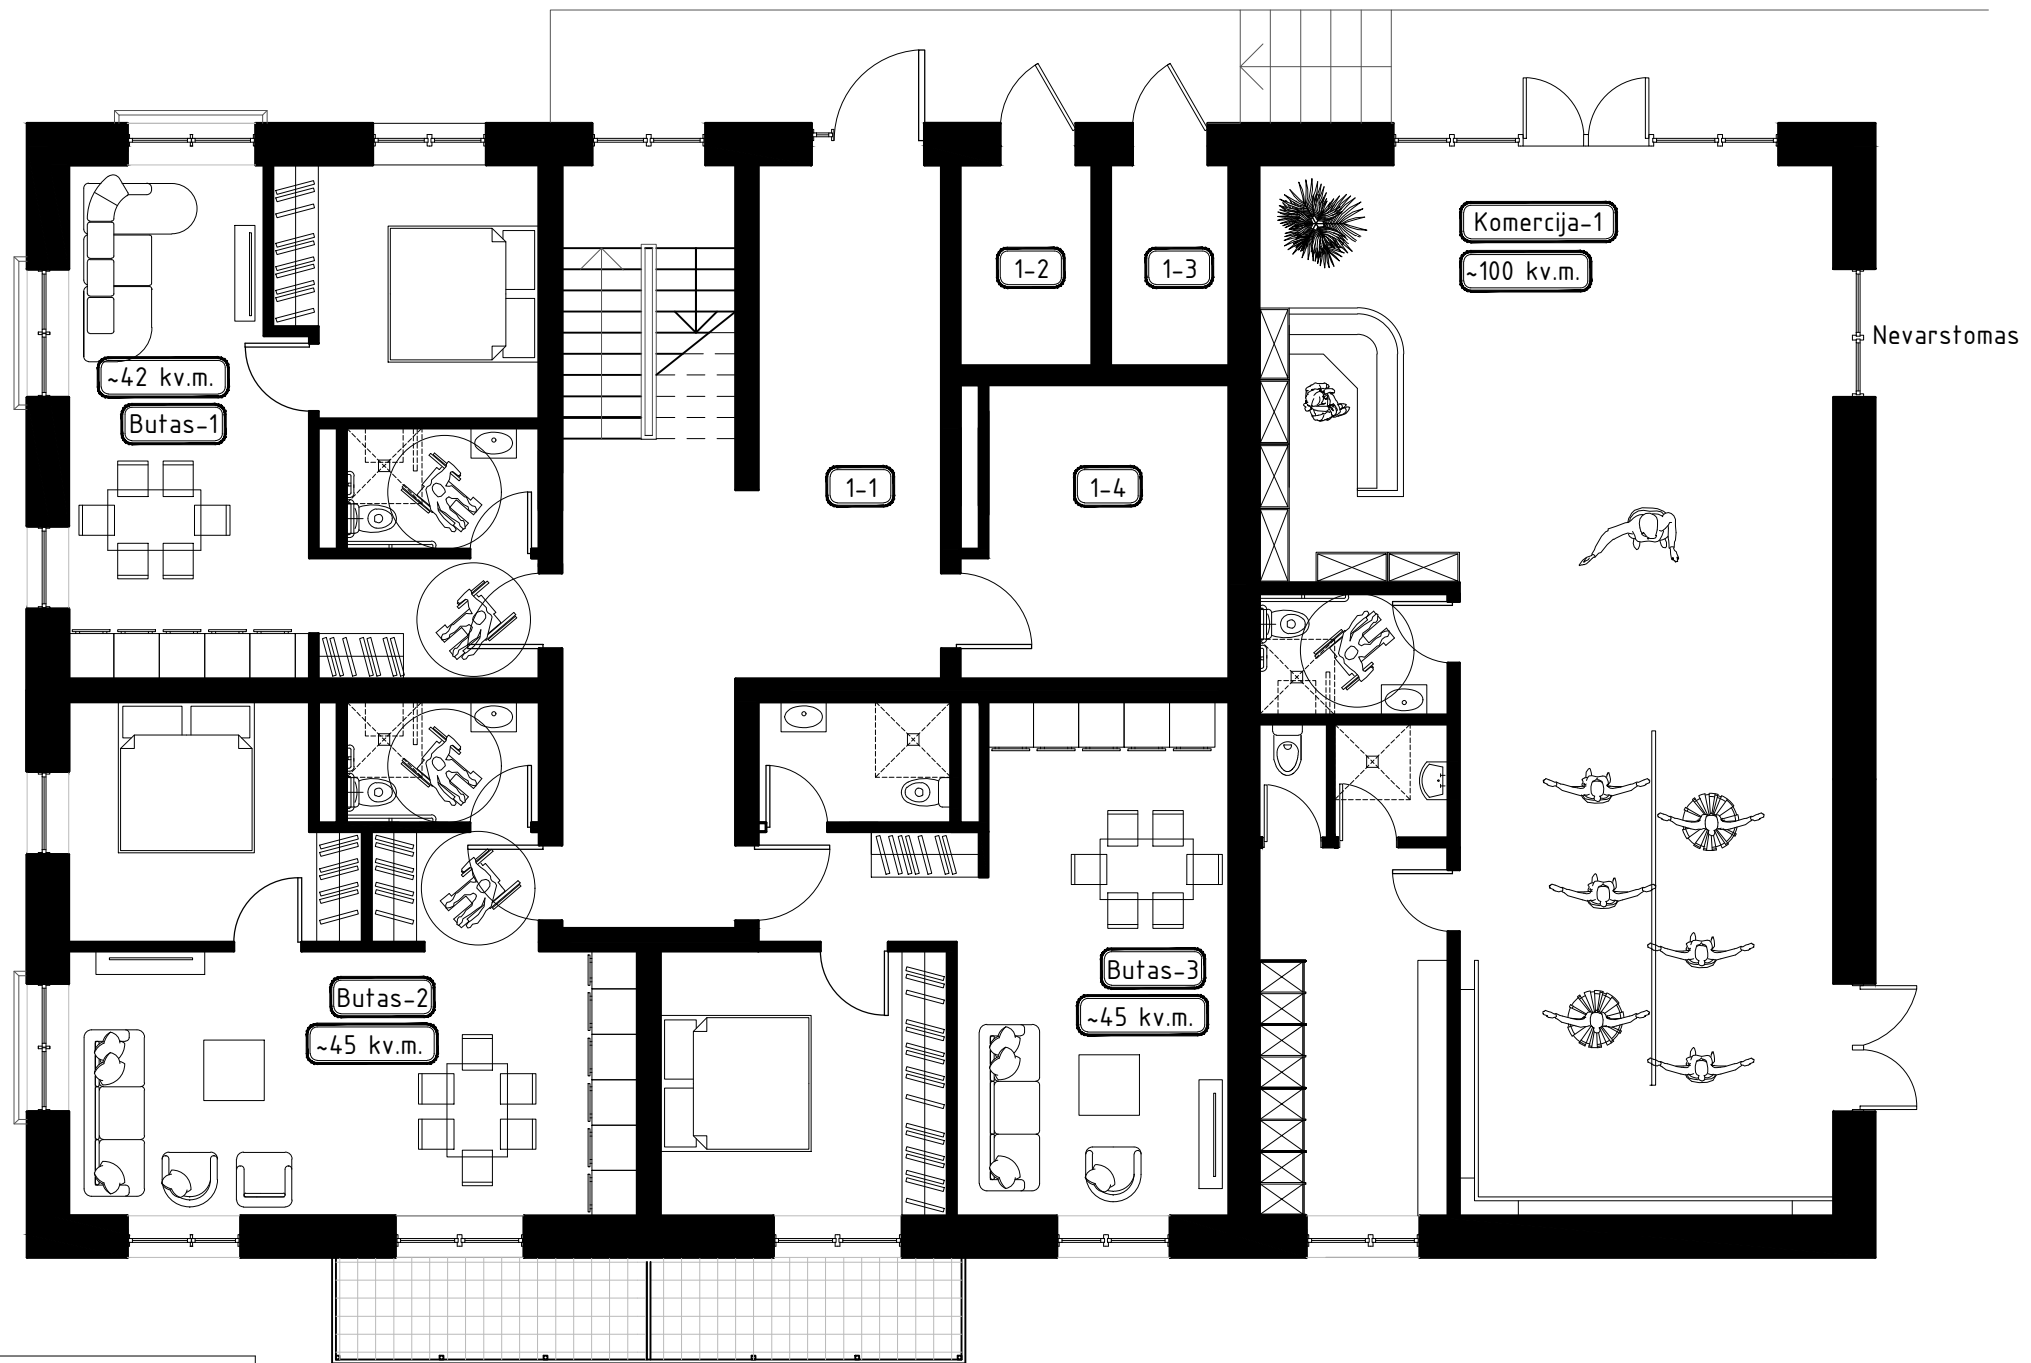 Komercija-1
~100 kv.m.
1-2
1-3
Nevarstomas
~42 kv.m.
Butas-1
1-1
1-4
Butas-2
~45 kv.m.
Butas-3
~45 kv.m.